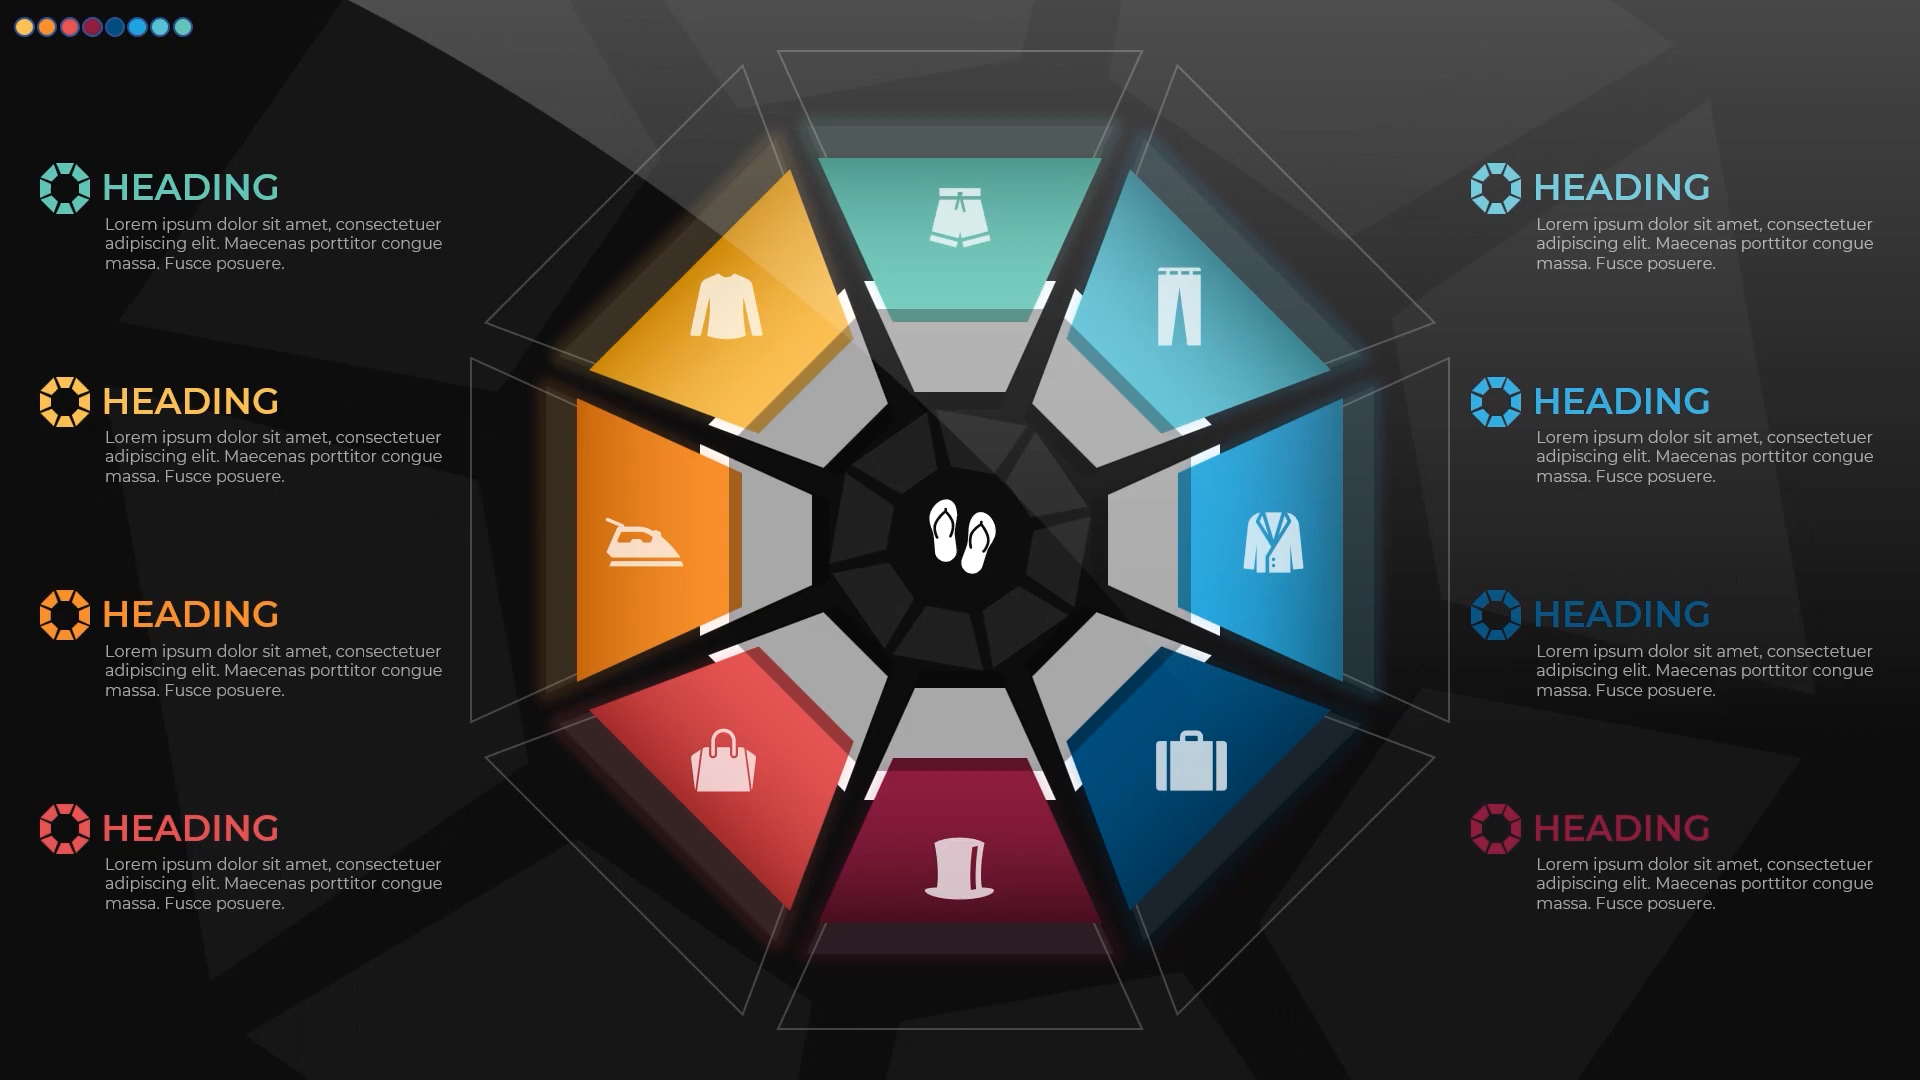 HEADING
Lorem ipsum dolor sit amet, consectetuer
adipiscing elit. Maecenas porttitor congue
massa. Fusce posuere.
HEADING
Lorem ipsum dolor sit amet, consectetuer
adipiscing elit. Maecenas porttitor congue
massa. Fusce posuere.
HEADING
Lorem ipsum dolor sit amet, consectetuer
adipiscing elit. Maecenas porttitor congue
massa. Fusce posuere.
HEADING
Lorem ipsum dolor sit amet, consectetuer
adipiscing elit. Maecenas porttitor congue
massa. Fusce posuere.
HEADING
Lorem ipsum dolor sit amet, consectetuer
adipiscing elit. Maecenas porttitor congue
massa. Fusce posuere.
HEADING
Lorem ipsum dolor sit amet, consectetuer
adipiscing elit. Maecenas porttitor congue
massa. Fusce posuere.
HEADING
Lorem ipsum dolor sit amet, consectetuer
adipiscing elit. Maecenas porttitor congue
massa. Fusce posuere.
HEADING
Lorem ipsum dolor sit amet, consectetuer
adipiscing elit. Maecenas porttitor congue
massa. Fusce posuere.